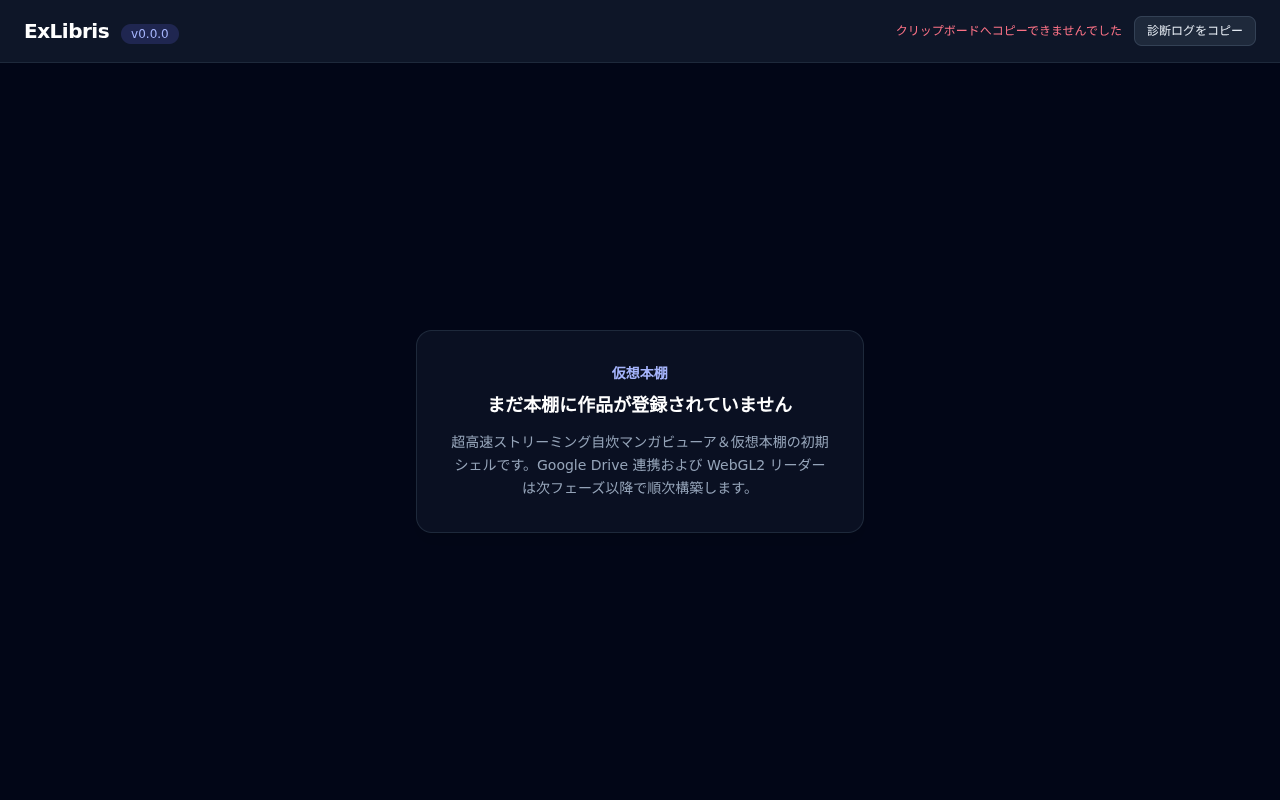 ExLibris
v0.0.0
クリップボードへコピーできませんでした
診断ログをコピー
仮想本棚
まだ本棚に作品が登録されていません
超高速ストリーミング自炊マンガビューア＆仮想本棚の初期
シェルです。Google Drive 連携および WebGL2 リーダー
は次フェーズ以降で順次構築します。